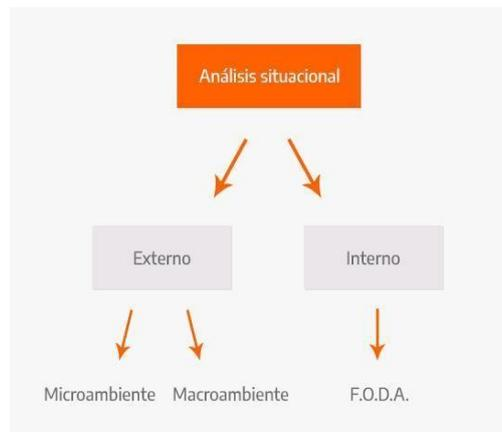 Análisis situacional
Externo
Interno
Microambiente
Macroambiente
F.O.D.A.